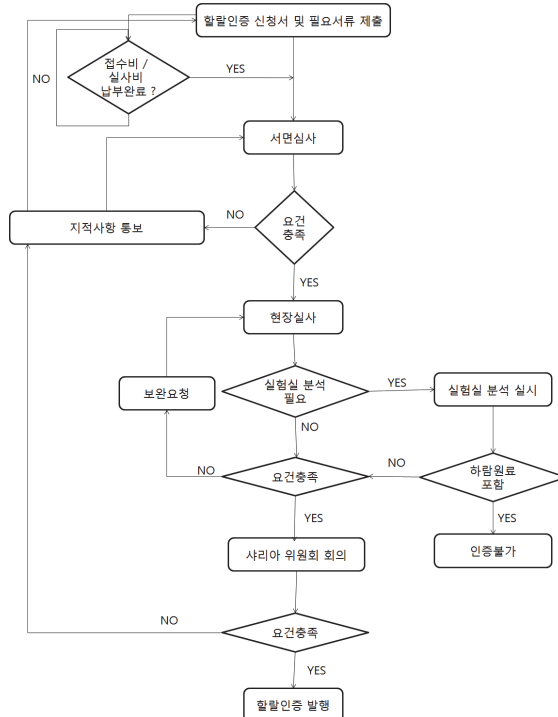 할랄인증 신청서 및 필요서류 제출
접수비 /
실사비
납부완료 ?
YES
NO
서면심사
지적사항 통보
NO
요건
충족
YES
현장실사
보완요청
실험실 분석
필요
YES
실험실 분석 실시
NO
NO
요건충족
NO
하람원료
포함
YES
YES
샤리아 위원회 회의
인증불가
NO
요건충족
YES
할랄인증 발행